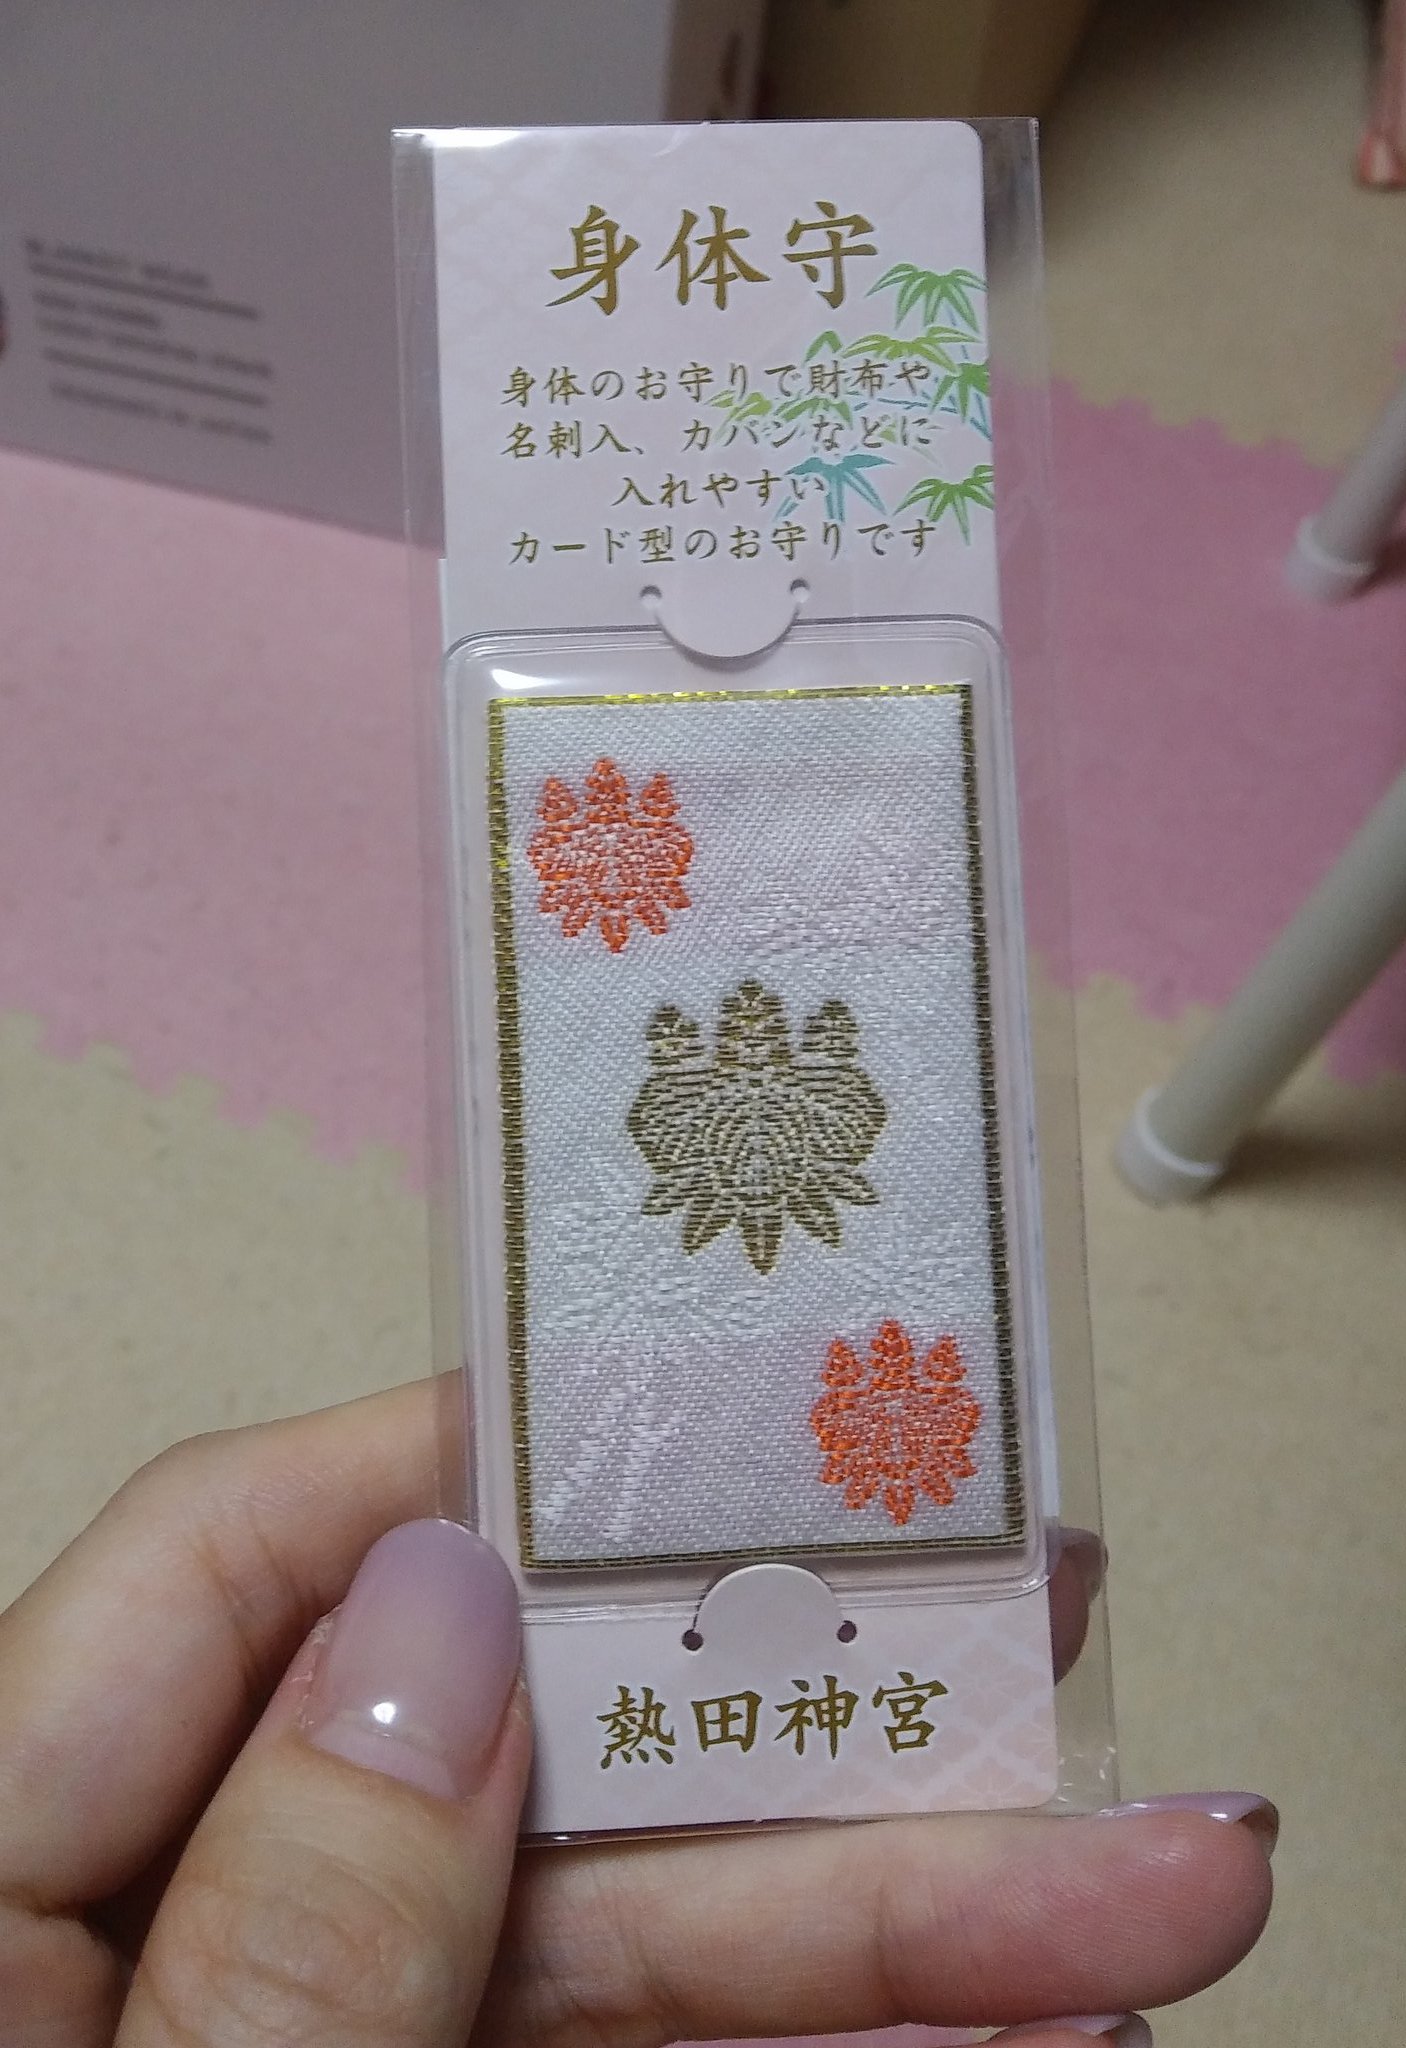 身体守
身体のお守りで財布や
名刺入、カバンなどに
入れやすい
カード型のお守りです
熱田神宮